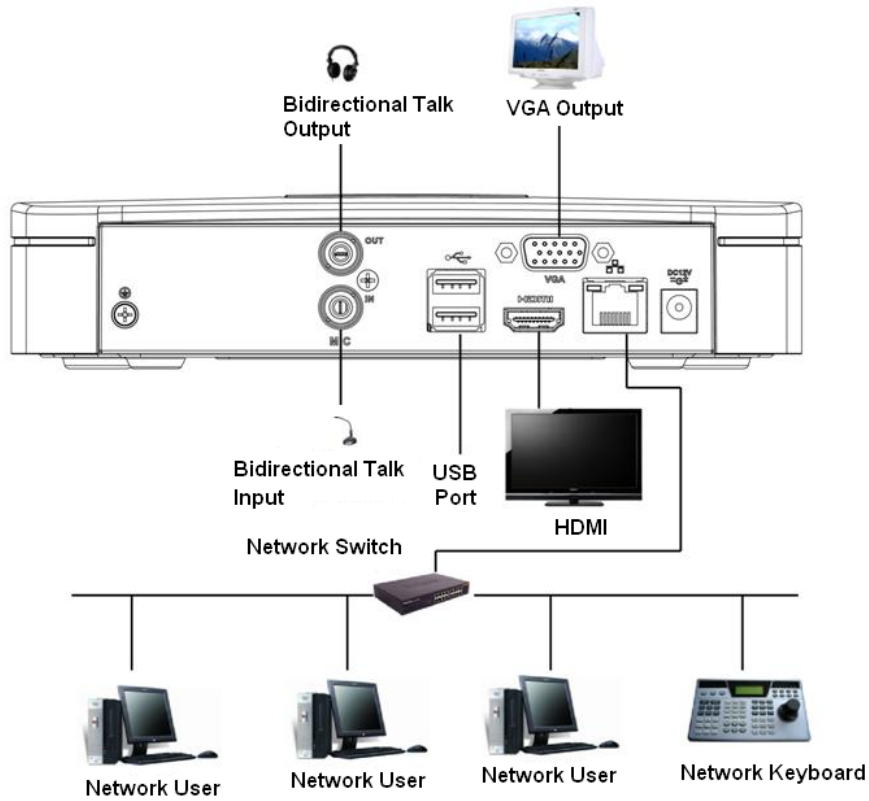 Bidirectional Talk
Output
VGA Output
OUT
IN
MIC
VGA
HDMI
DC12V
Bidirectional Talk
Input
USB
Port
HDMI
Network Switch
Network User
Network User
Network User
Network Keyboard